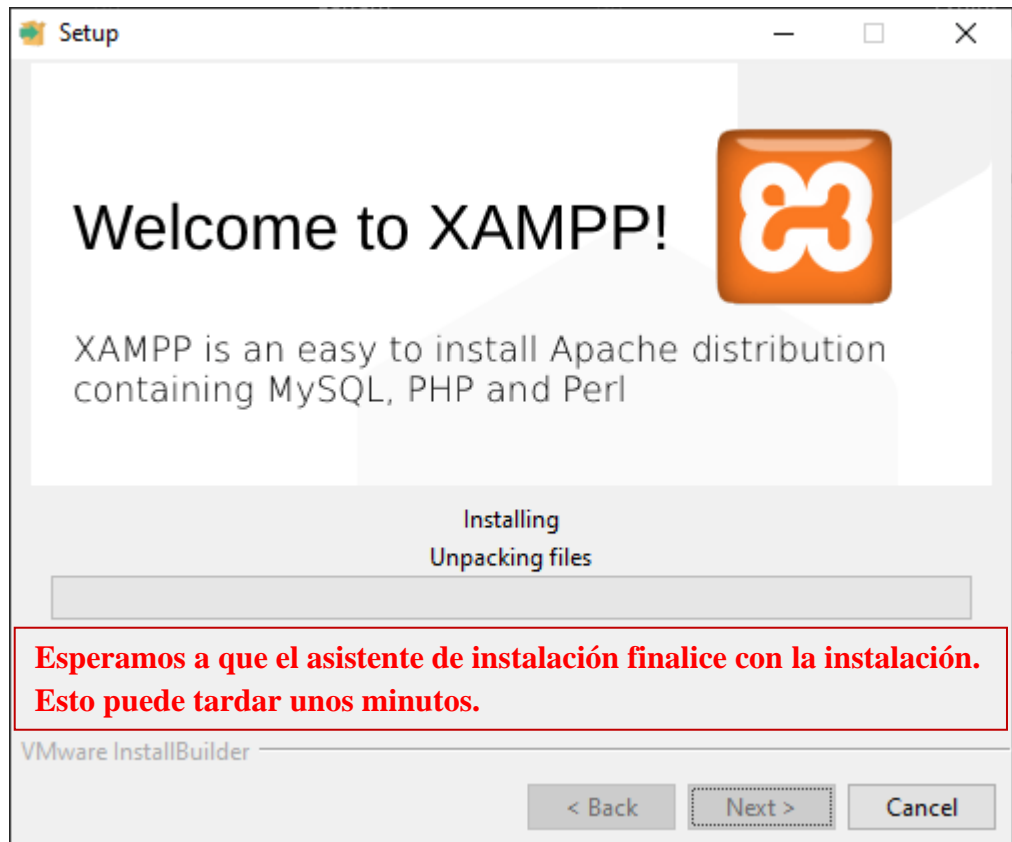 Setup
Welcome to XAMPP!
XAMPP is an easy to install Apache distribution
containing MySQL, PHP and Perl
Installing
Unpacking files
Esperamos a que el asistente de instalación finalice con la instalación.
Esto puede tardar unos minutos.
VMware InstallBuilder
< Back
Next >
Cancel